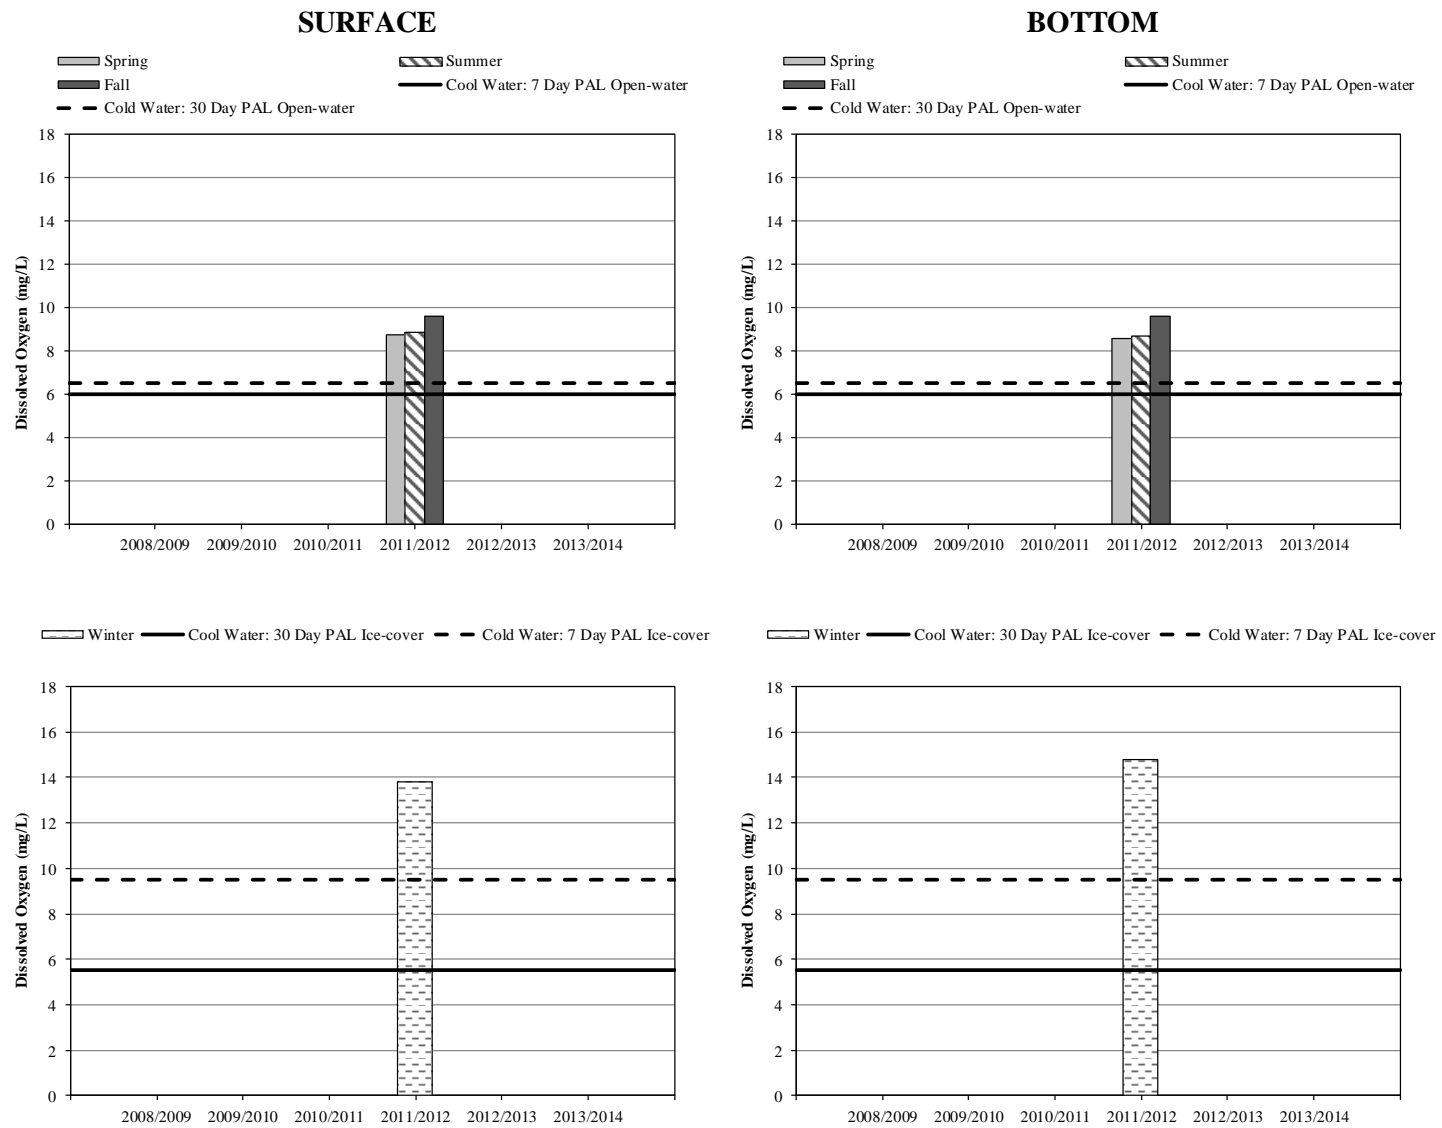 SURFACE
Spring
Summer
Fall
Cool Water: 7 Day PAL Open-water
Cold Water: 30 Day PAL Open-water
18
16
14
12
10
8
6
4
2
0
Dissolved Oxygen (mg/L)
2008/2009 2009/2010 2010/2011 2011/2012 2012/2013 2013/2014
BOTTOM
Spring
Summer
Fall
Cool Water: 7 Day PAL Open-water
Cold Water: 30 Day PAL Open-water
18
16
14
12
10
8
6
4
2
0
Dissolved Oxygen (mg/L)
2008/2009 2009/2010 2010/2011 2011/2012 2012/2013 2013/2014
Winter Cool Water: 30 Day PAL Ice-cover Cold Water: 7 Day PAL Ice-cover
18
16
14
12
10
8
6
4
2
0
Dissolved Oxygen (mg/L)
2008/2009 2009/2010 2010/2011 2011/2012 2012/2013 2013/2014
Winter Cool Water: 30 Day PAL Ice-cover Cold Water: 7 Day PAL Ice-cover
18
16
14
12
10
8
6
4
2
0
Dissolved Oxygen (mg/L)
2008/2009 2009/2010 2010/2011 2011/2012 2012/2013 2013/2014